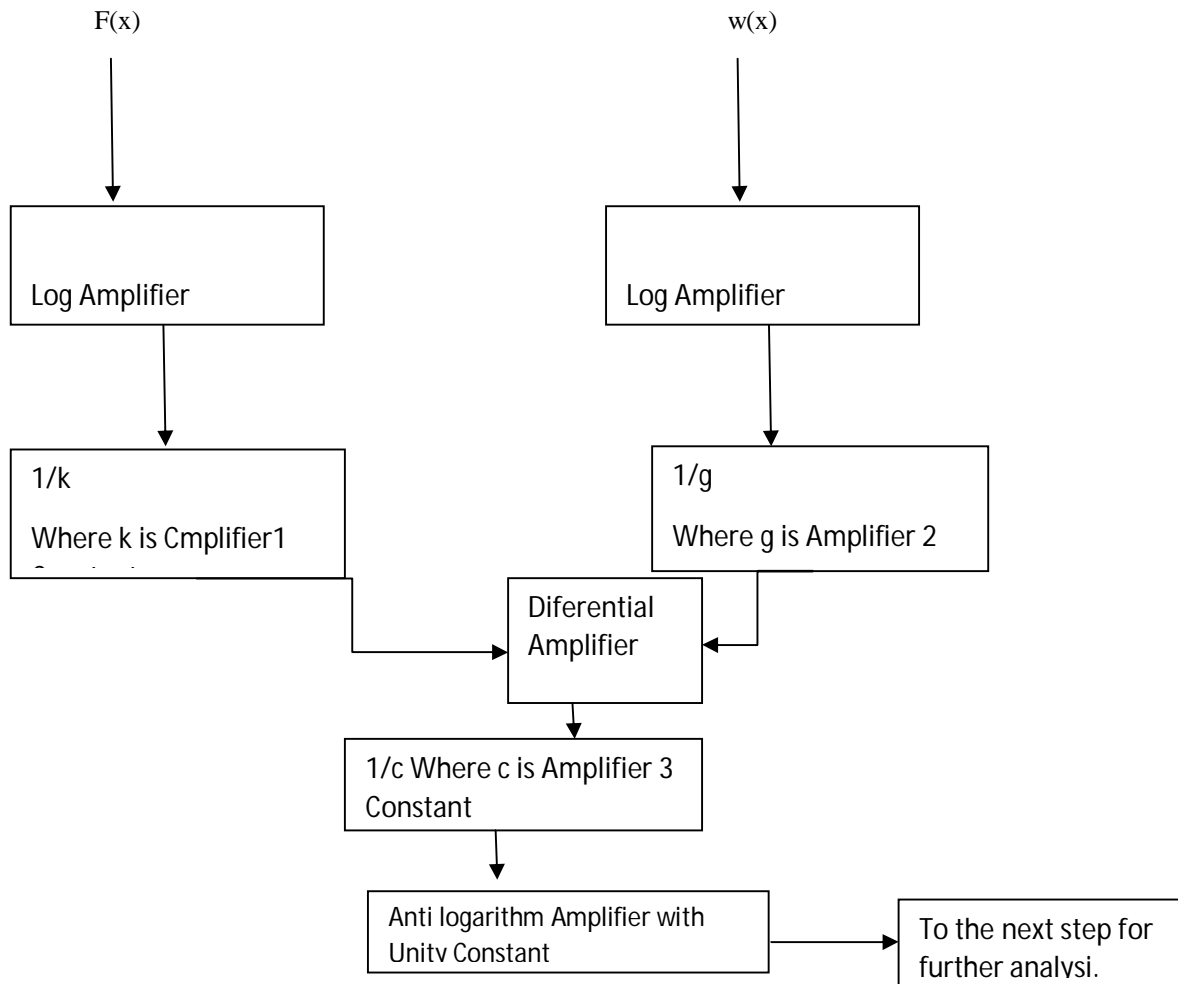 F(x)
w(x)
Log Amplifier
Log Amplifier
1/k
Where k is Cmplifier1
1/g
Where g is Amplifier 2
Diferential
Amplifier
1/c Where c is Amplifier 3
Constant
Anti logarithm Amplifier with
Unity Constant
To the next step for
further analysi.